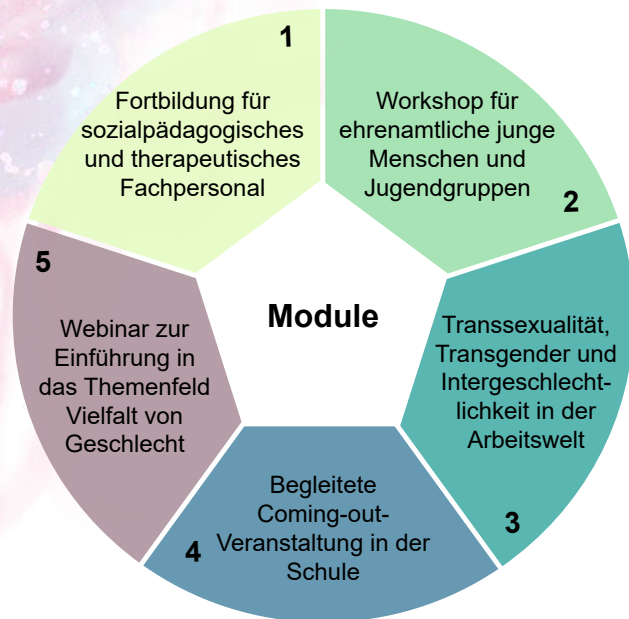 1
Fortbildung für
sozialpädagogisches
und therapeutisches
Fachpersonal
Workshop für
ehrenamtliche junge
Menschen und
Jugendgruppen
2
Transsexualität,
Transgender und
Intergeschlecht-
lichkeit in der
Arbeitswelt
3
Begleitete
Coming-out-
Veranstaltung in der
Schule
4
5
Webinar zur
Einführung in
das Themenfeld
Vielfalt von
Geschlecht
Module